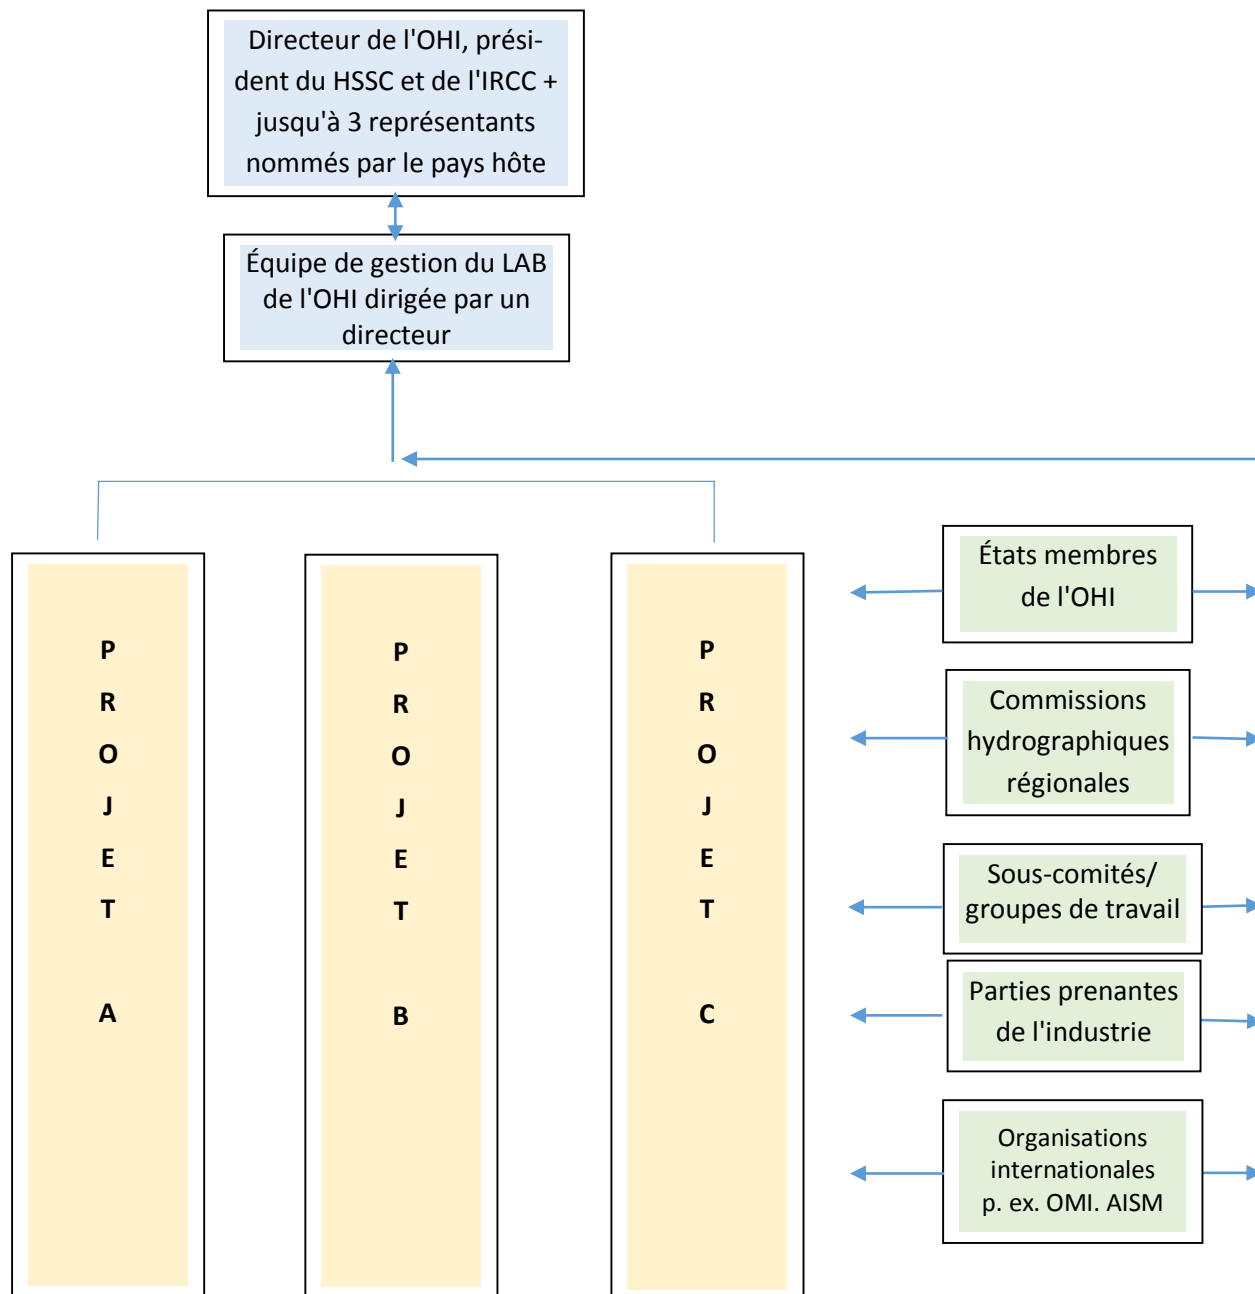 Directeur de l'OHI, prési-
dent du HSSC et de l'IRCC +
jusqu'à 3 représentants
nommés par le pays hôte
Équipe de gestion du LAB
de l'OHI dirigée par un
directeur
P
R
O
J
E
T
A
P
R
O
J
E
T
B
P
R
O
J
E
T
C
États membres
de l'OHI
Commissions
hydrographiques
régionales
Sous-comités/
groupes de travail
Parties prenantes
de l'industrie
Organisations
internationales
p. ex. OMI. AISM